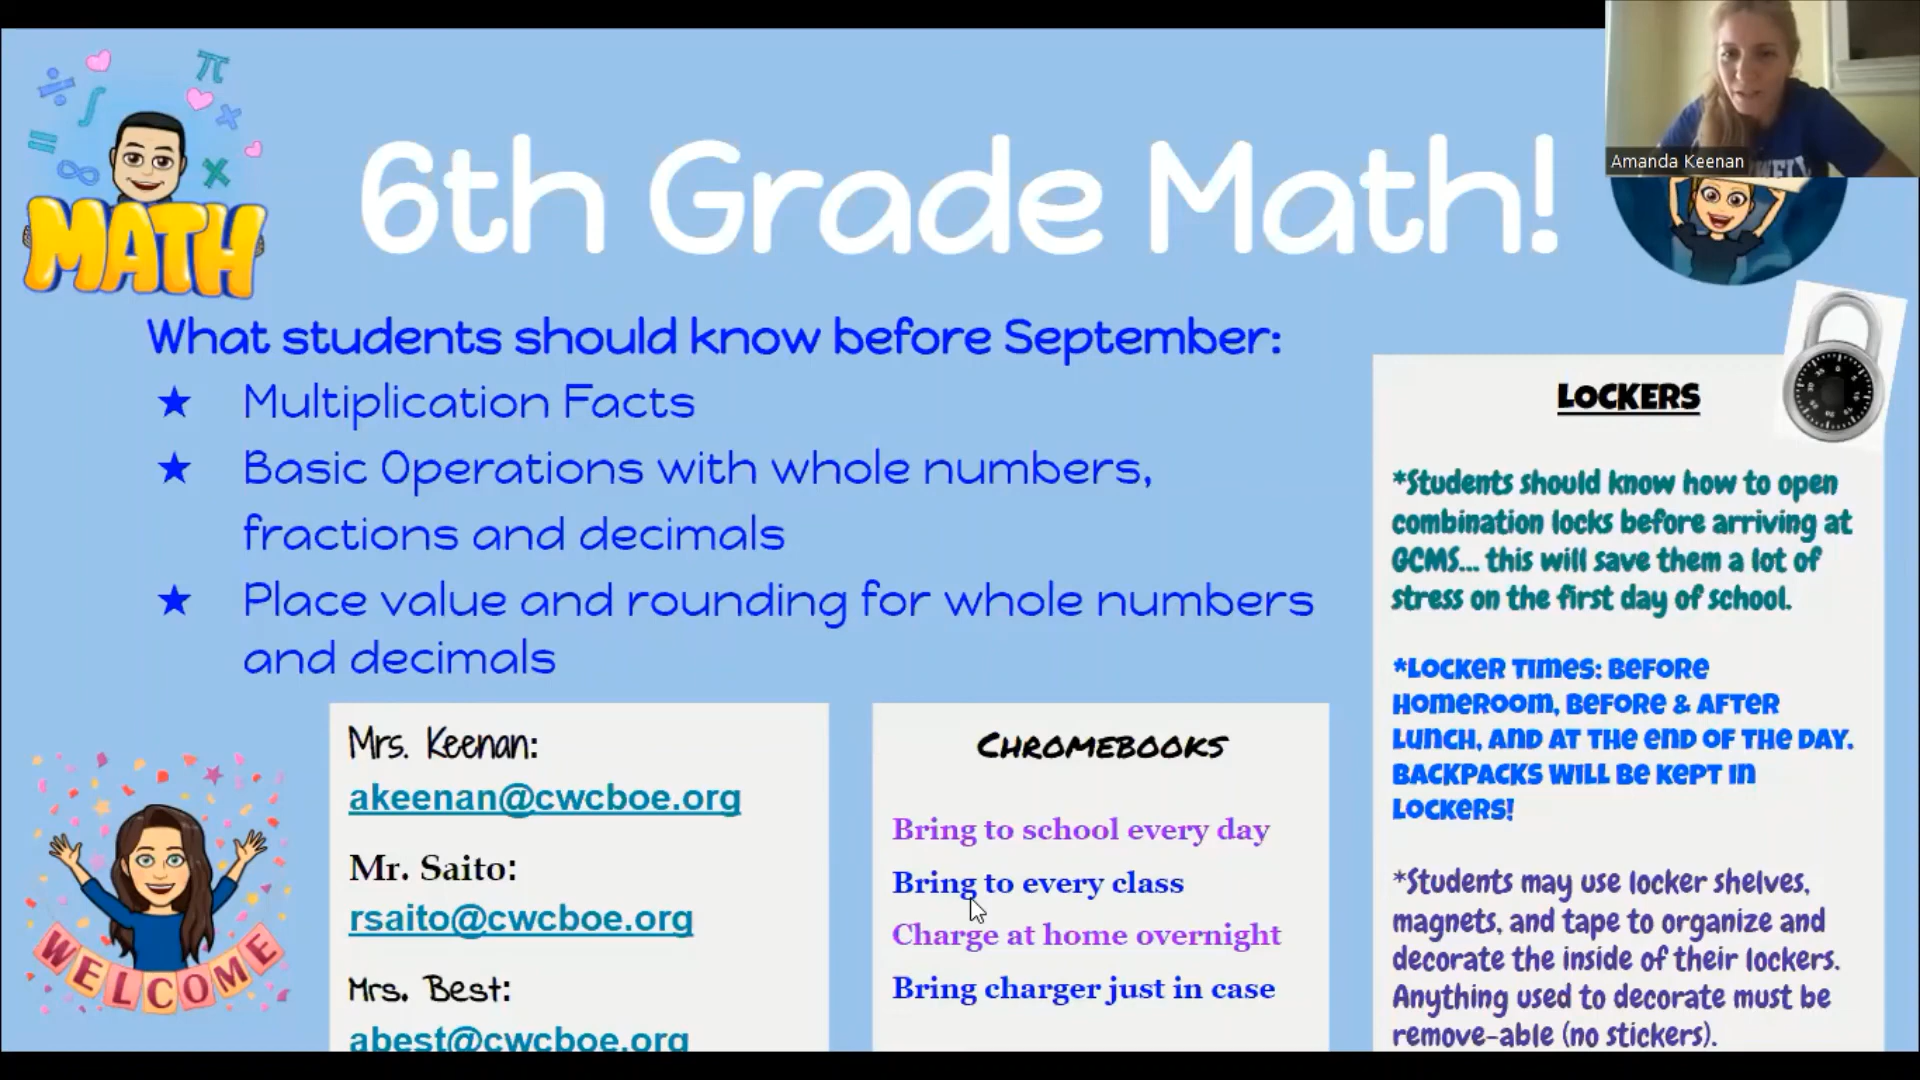 MATH
6th Grade Math!
Amanda Keenan
What students should know before September:
★ Multiplication Facts
★ Basic Operations with whole numbers,
fractions and decimals
★ Place value and rounding for whole numbers
and decimals
WELCOME
Mrs. Keenan:
akeenan@cwcboe.org
Mr. Saito:
rsaito@cwcboe.org
Mrs. Best:
abest@cwcboe.org
CHROMEBOOKS
Bring to school every day
Bring to every class
Charge at home overnight
Bring charger just in case
LOCKERS
*Students should know how to open
combination locks before arriving at
GCMS... this will save them a lot of
stress on the first day of school.
*Locker Times: Before
Homeroom, Before & After
Lunch, and at the end of the day.
Backpacks will be kept in
lockers!
*Students may use locker shelves,
magnets, and tape to organize and
decorate the inside of their lockers.
Anything used to decorate must be
remove-able (no stickers).